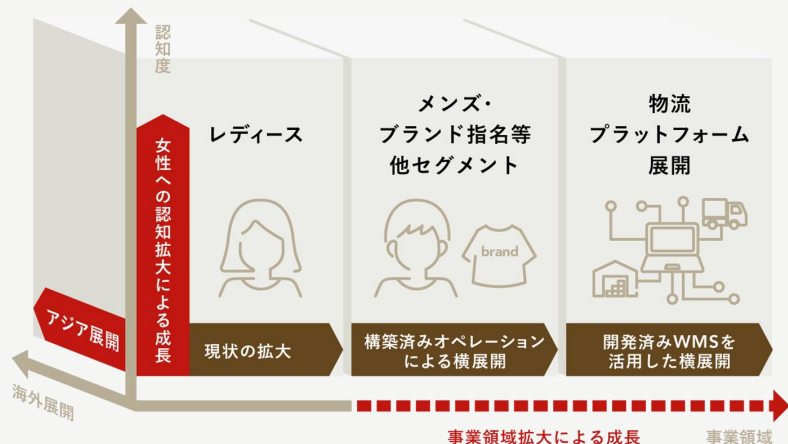 認知度
女性への認知拡大による成長
レディース
メンズ・
ブランド指名等
他セグメント
物流
プラットフォーム
展開
brand
アジア展開
現状の拡大
構築済みオペレーション
による横展開
開発済みWMSを
活用した横展開
海外展開
事業領域拡大による成長
事業領域